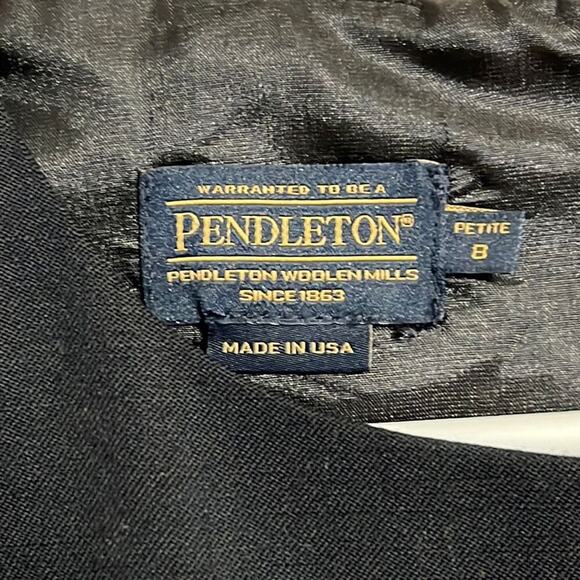 WARRANTED TO BE A
PENDLETON®
PENDLETON WOOLEN MILLS
SINCE 1863
PETITE
8
MADE IN USA